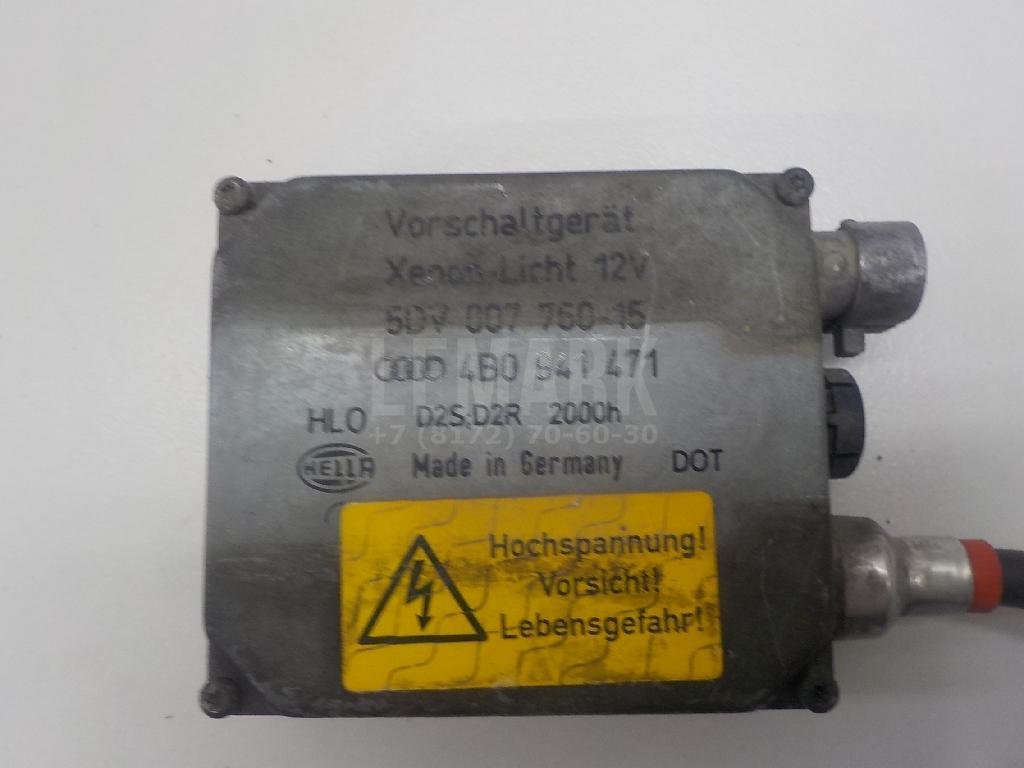 Vorschaltgerät
Xenon-Licht 12V
5DV 007 760-15
4B0 941 471
HLO D2S;D2R 2000h
HELLA Made in Germany DOT
Hochspannung!
Vorsicht!
Lebensgefahr!
LEMARK
+7 (8172) 70-60-30